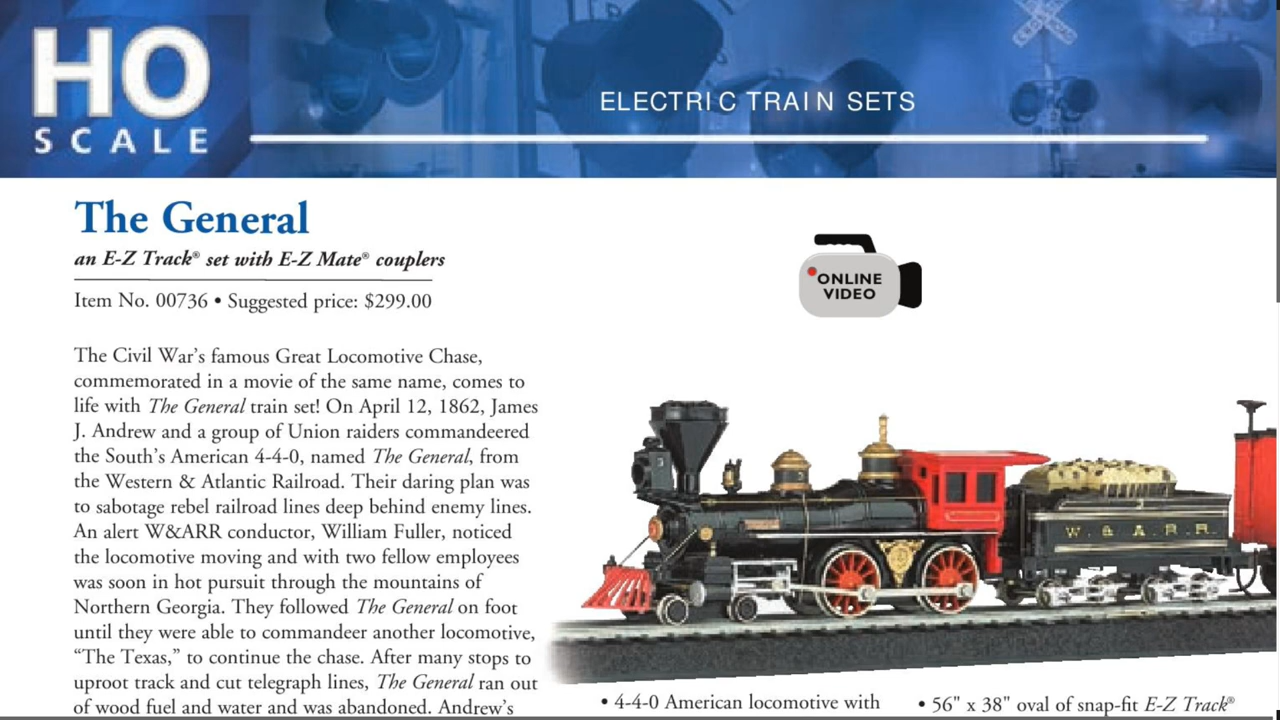 HO
SCALE
ELECTRIC TRAIN SETS
The General
an E-Z Track® set with E-Z Mate® couplers
Item No. 00736 • Suggested price: $299.00
ONLINE
VIDEO
The Civil War's famous Great Locomotive Chase,
commemorated in a movie of the same name, comes to
life with The General train set! On April 12, 1862, James
J. Andrew and a group of Union raiders commandeered
the South's American 4-4-0, named The General, from
the Western & Atlantic Railroad. Their daring plan was
to sabotage rebel railroad lines deep behind enemy lines.
An alert W&ARR conductor, William Fuller, noticed
the locomotive moving and with two fellow employees
was soon in hot pursuit through the mountains of
Northern Georgia. They followed The General on foot
until they were able to commandeer another locomotive,
“The Texas,” to continue the chase. After many stops to
uproot track and cut telegraph lines, The General ran out
of wood fuel and water and was abandoned. Andrew's
W. & A. R.R.
• 4-4-0 American locomotive with
• 56" x 38" oval of snap-fit E-Z Track®